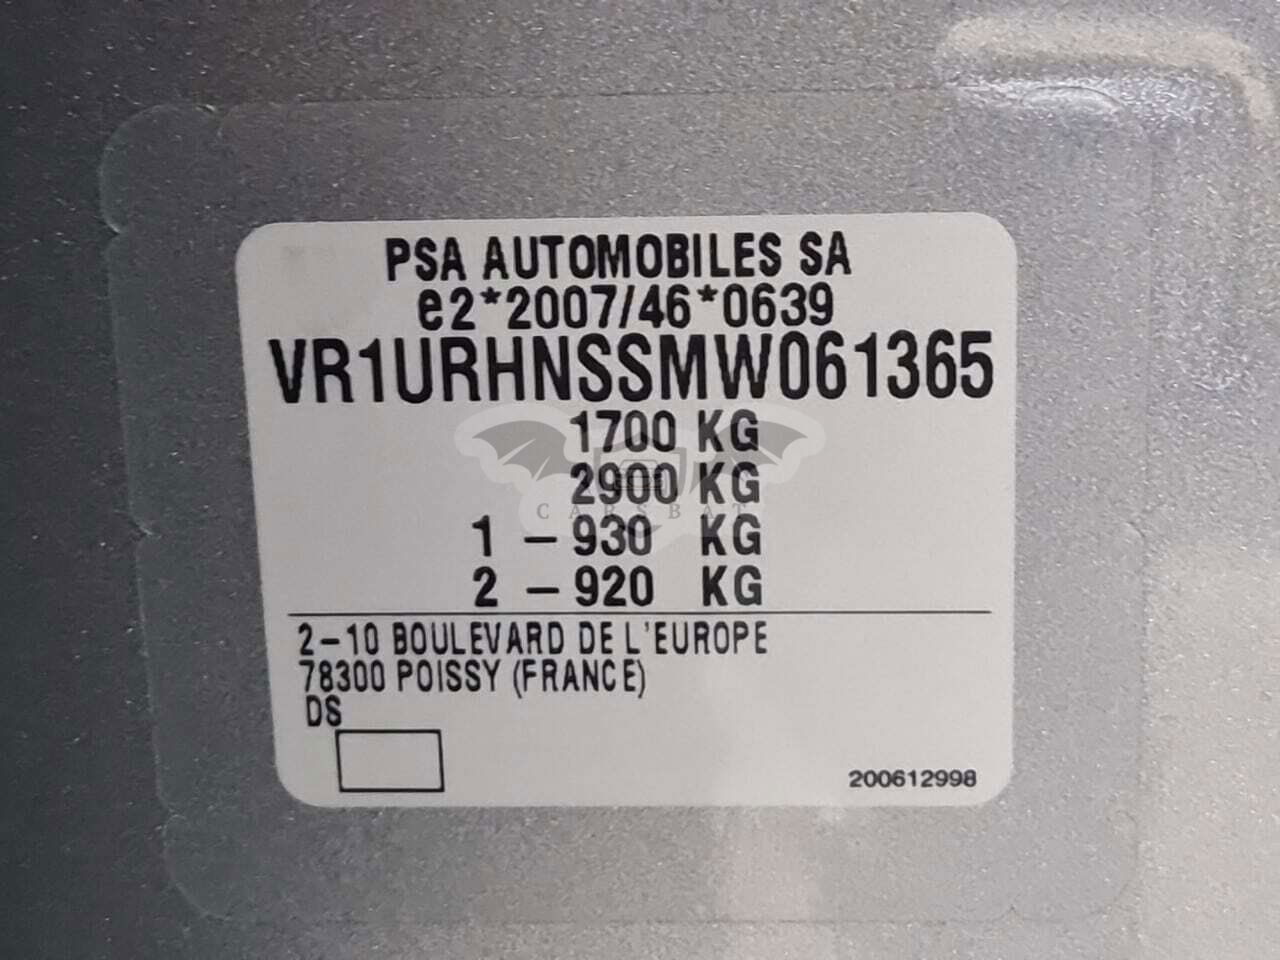 PSA AUTOMOBILES SA
e2*2007/46*0639
VR1URHNSSMW061365
1700 KG
2900 KG
CARSBAT
1 – 930 KG
2 – 920 KG
2–10 BOULEVARD DE L'EUROPE
78300 POISSY (FRANCE)
DS
200612998